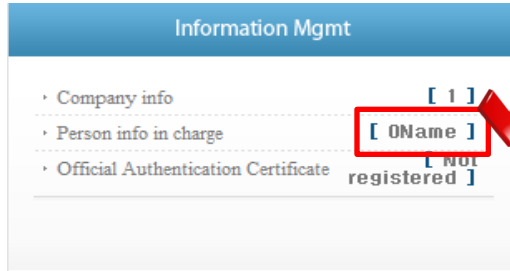 Information Mgmt
Company info [ 1 ]
Person info in charge [ 0Name ]
Official Authentication Certificate [ Not
registered ]